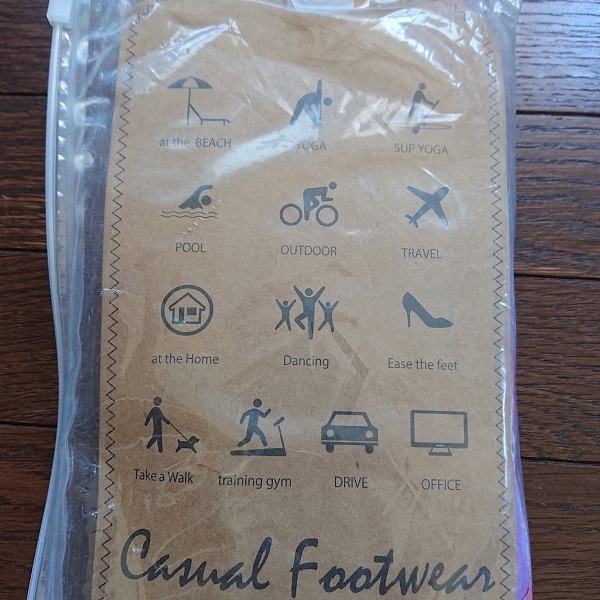 at the BEACH YOGA SUP YOGA
POOL OUTDOOR TRAVEL
at the Home Dancing Ease the feet
Take a Walk training gym DRIVE OFFICE
Casual Footwear